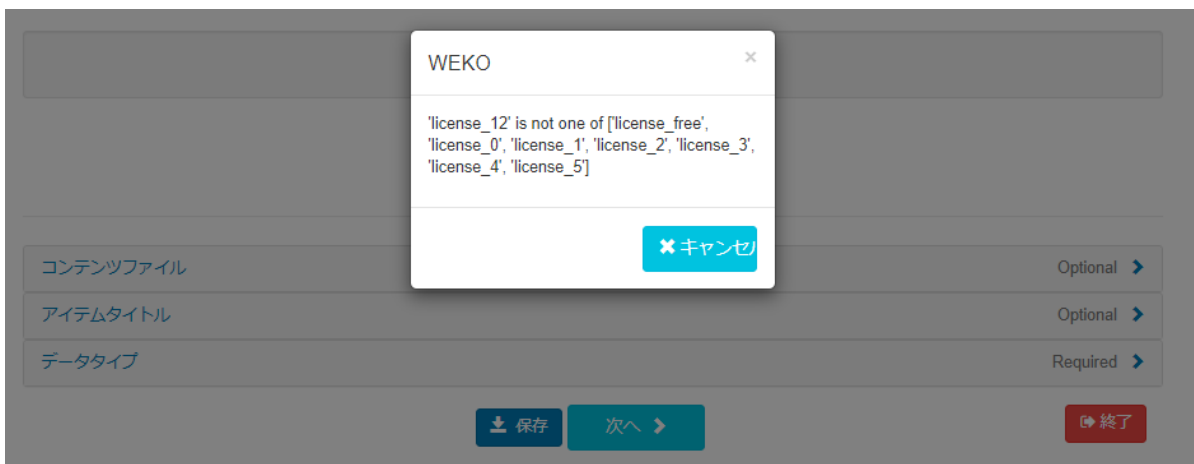 WEKO ×
'license_12' is not one of ['license_free',
'license_0', 'license_1', 'license_2', 'license_3',
'license_4', 'license_5']
✖ キャンセル
コンテンツファイル Optional
アイテムタイトル Optional
データタイプ Required
保存 次へ 終了